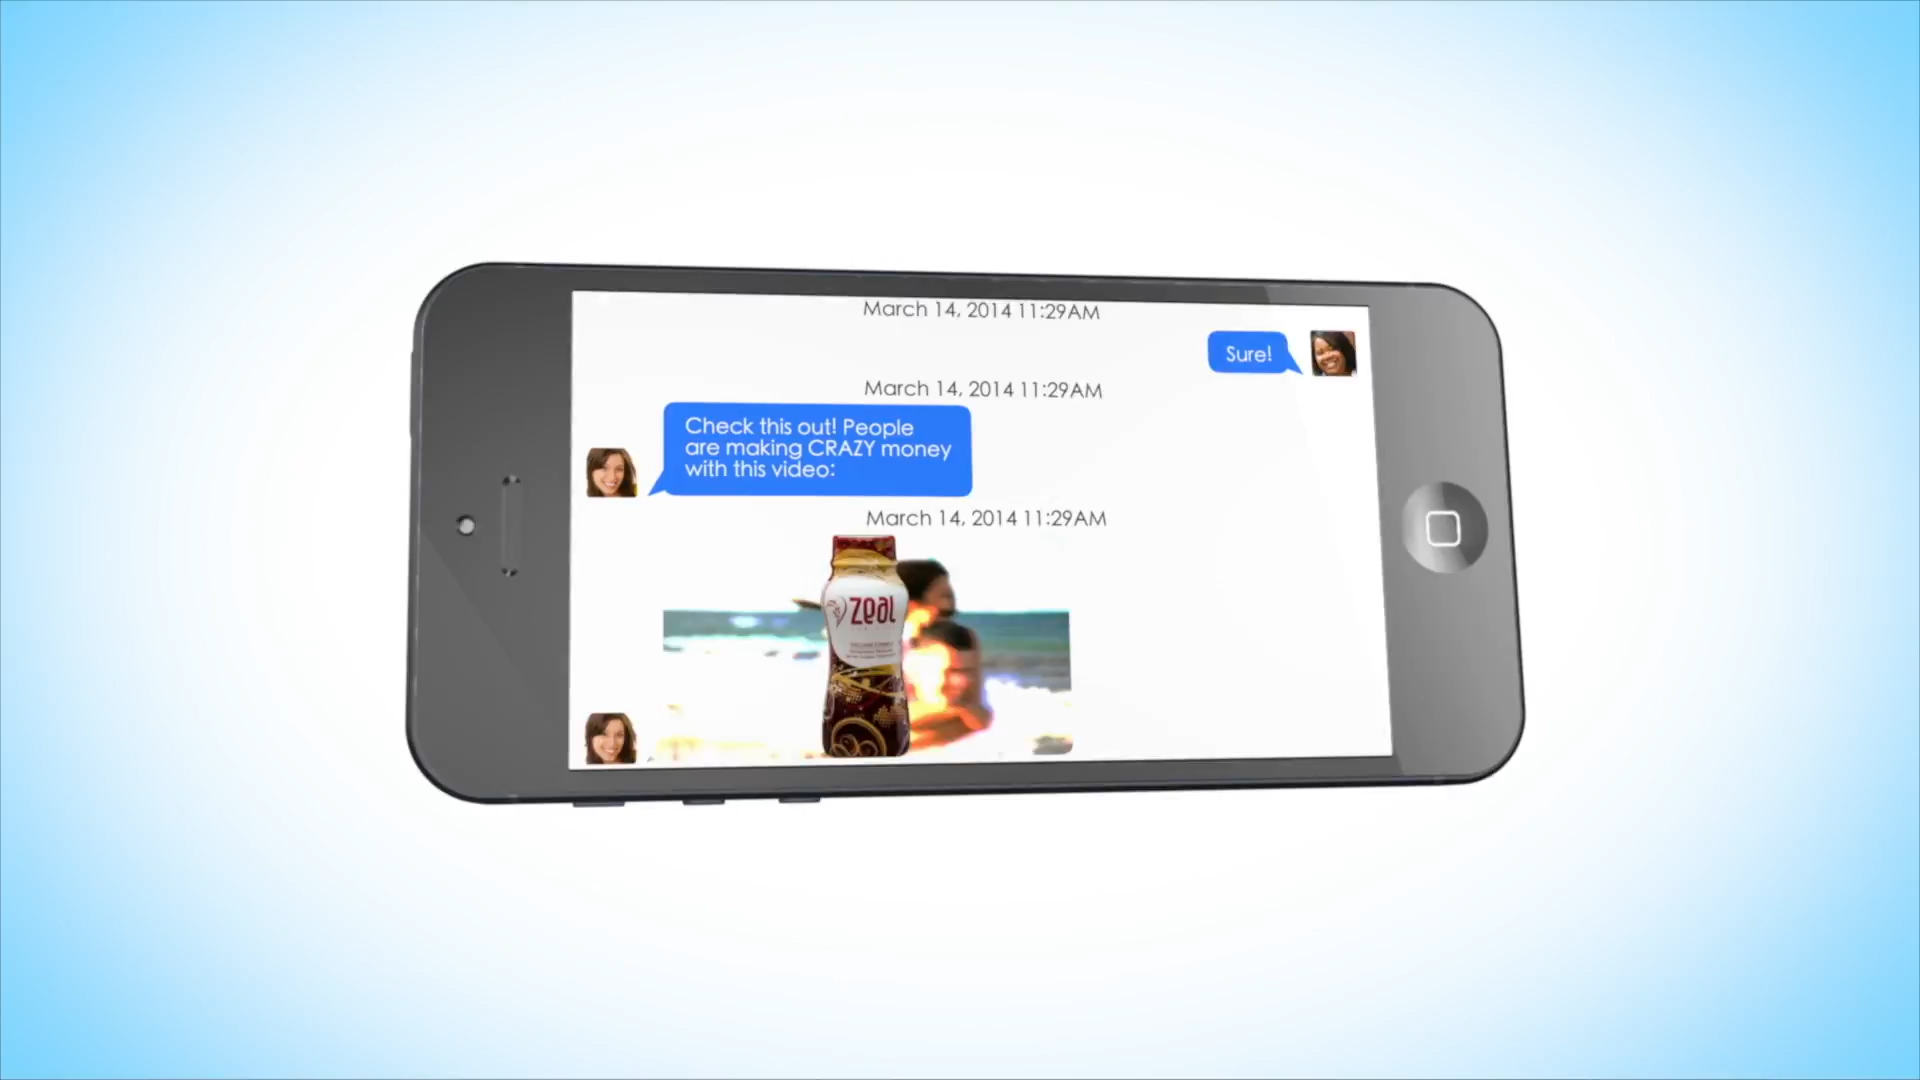 March 14, 2014 11:29AM
Sure!
March 14, 2014 11:29AM
Check this out! People
are making CRAZY money
with this video:
March 14, 2014 11:29AM
zeal